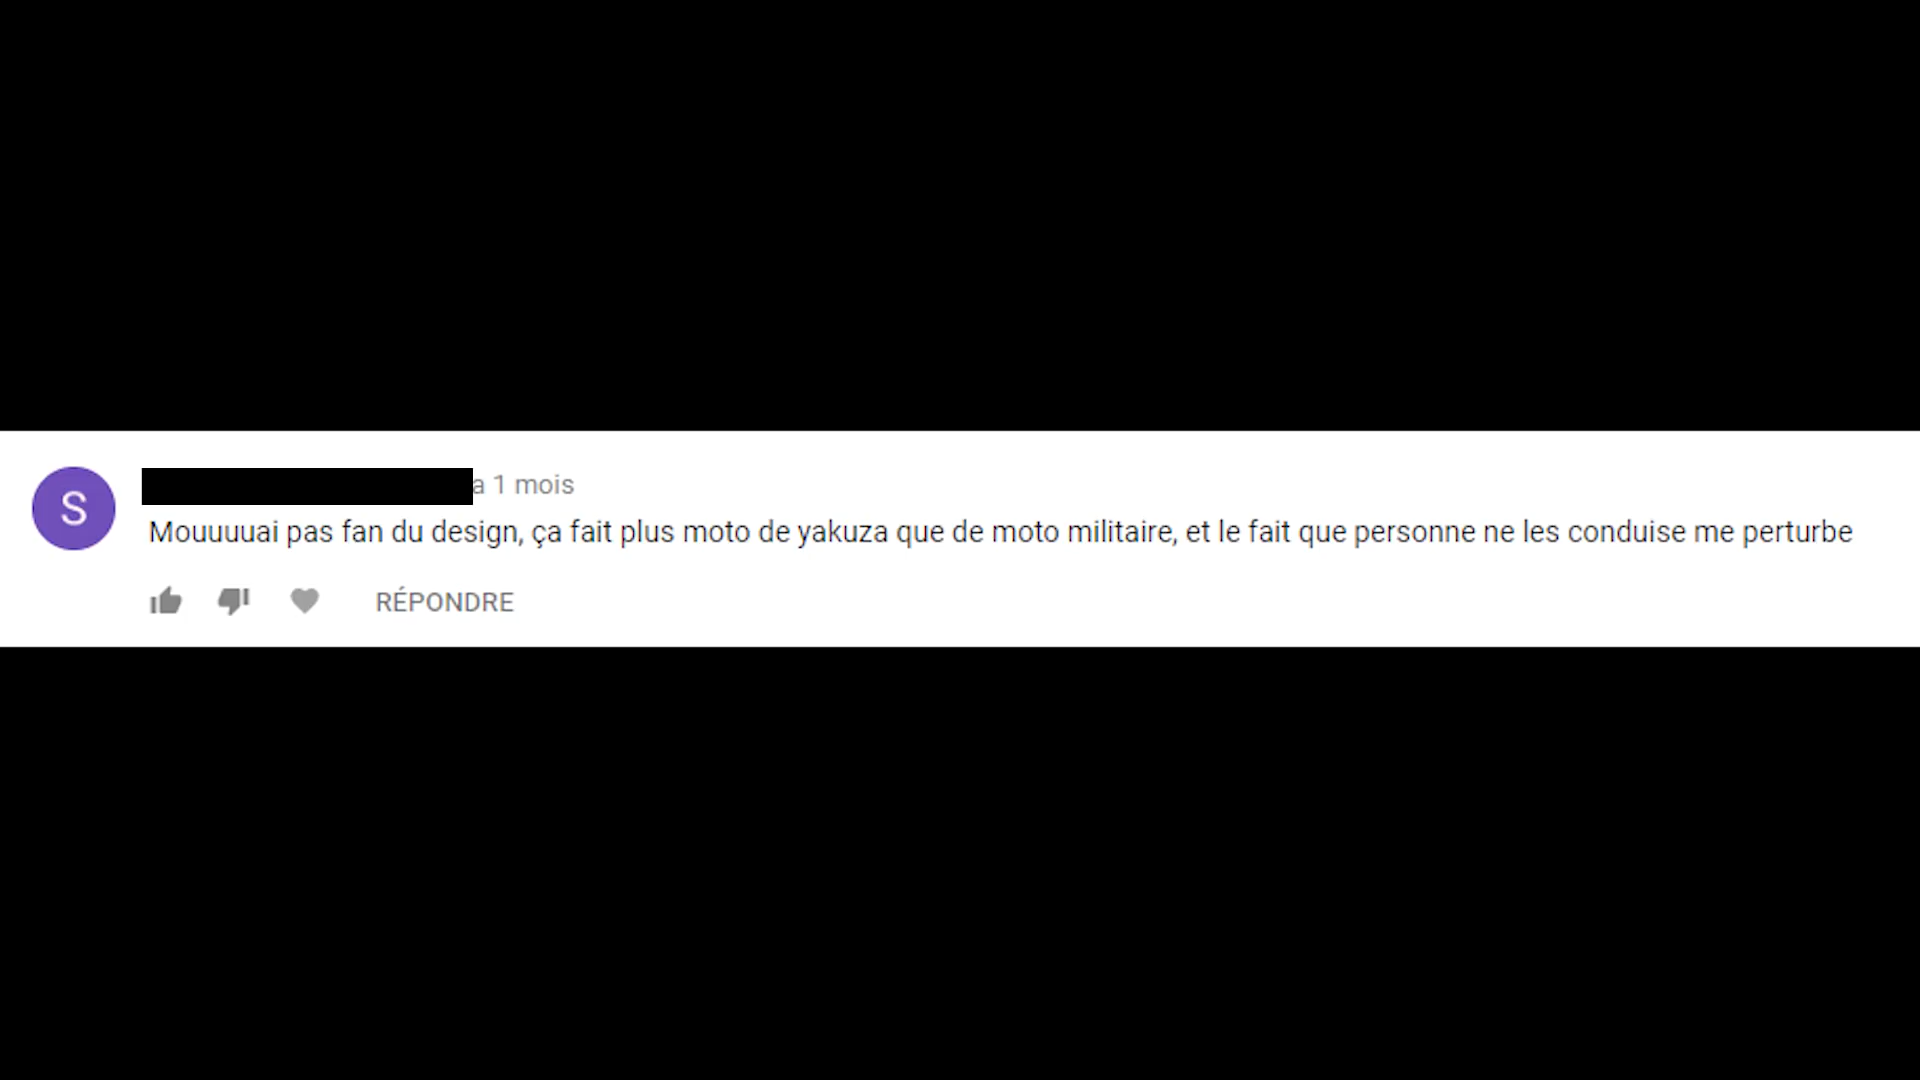 S
a 1 mois
Mouuuuai pas fan du design, ça fait plus moto de yakuza que de moto militaire, et le fait que personne ne les conduise me perturbe
RÉPONDRE